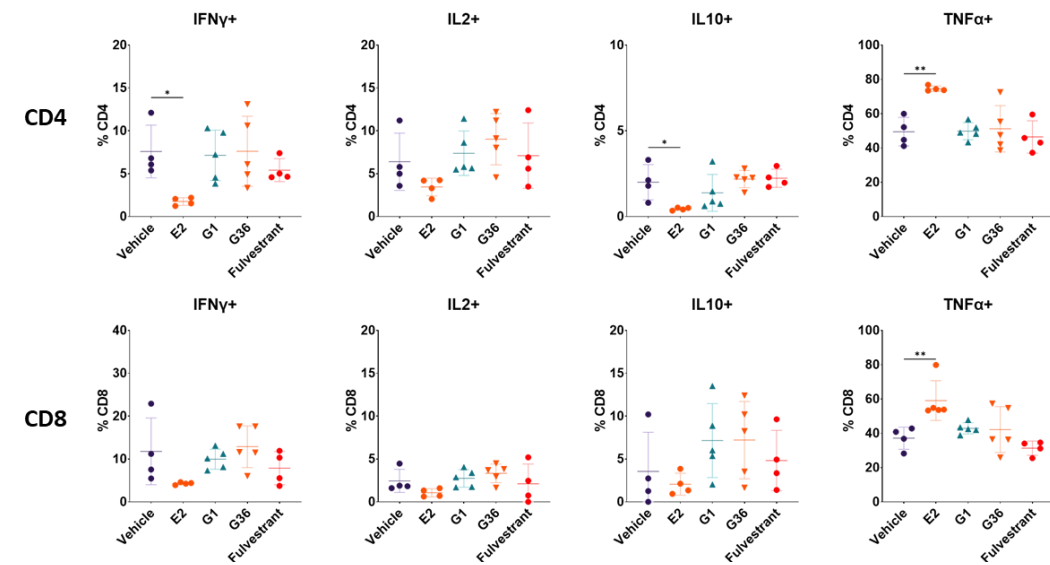 IFNγ+ IL2+ IL10+ TNFα+
CD4
% CD4 % CD4 % CD4 % CD4
20 20 10 100
15 15 80
10 10 5 60
5 5 40
20
0 0 0 0
* * **
Vehicle E2 G1 G36 Fulvestrant Vehicle E2 G1 G36 Fulvestrant Vehicle E2 G1 G36 Fulvestrant Vehicle E2 G1 G36 Fulvestrant
IFNγ+ IL2+ IL10+ TNFα+
CD8
% CD8 % CD8 % CD8 % CD8
40 20 20 100
30 15 15 80
20 10 10 60
10 5 5 40
20
0 0 0 0
**
Vehicle E2 G1 G36 Fulvestrant Vehicle E2 G1 G36 Fulvestrant Vehicle E2 G1 G36 Fulvestrant Vehicle E2 G1 G36 Fulvestrant